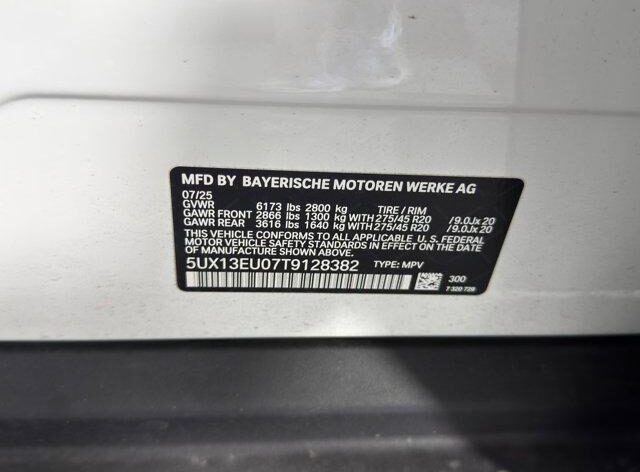 MFD BY BAYERISCHE MOTOREN WERKE AG
07/25
GVWR 6173 lbs 2800 kg TIRE / RIM
GAWR FRONT 2866 lbs 1300 kg WITH 275/45 R20 /9.0Jx 20
GAWR REAR 3616 lbs 1640 kg WITH 275/45 R20 /9.0Jx 20
THIS VEHICLE CONFORMS TO ALL APPLICABLE U.S. FEDERAL
MOTOR VEHICLE SAFETY STANDARDS IN EFFECT ON THE DATE
OF MANUFACTURE SHOWN ABOVE.
5UX13EU07T9128382 TYPE: MPV
300
7 320 729